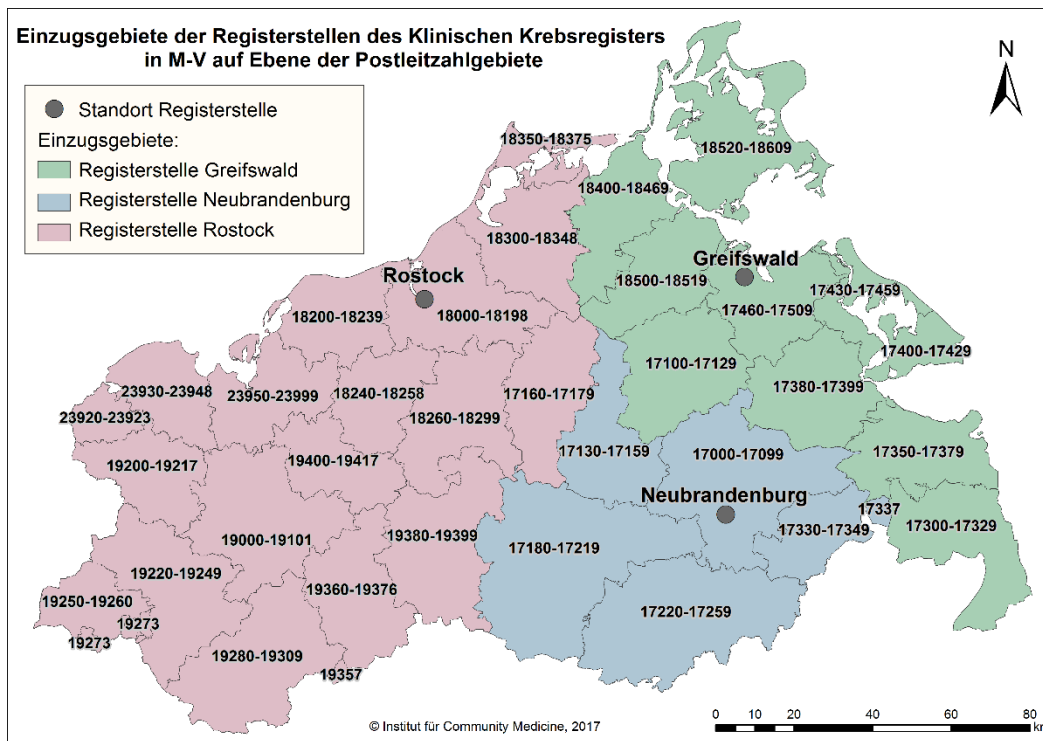 Einzugsgebiete der Registerstellen des Klinischen Krebsregisters
in M-V auf Ebene der Postleitzahlgebiete
N
Standort Registerstelle
Einzugsgebiete:
Registerstelle Greifswald
Registerstelle Neubrandenburg
Registerstelle Rostock
18350-18375
18520-18609
18400-18469
18300-18348
Greifswald
Rostock
18500-18519
17430-17459
18200-18239
18000-18198
17460-17509
17400-17429
17100-17129
17380-17399
23930-23948
23950-23999
18240-18258
17160-17179
23920-23923
18260-18299
17130-17159
17000-17099
17350-17379
19200-19217
19400-19417
Neubrandenburg
17337
17300-17329
17330-17349
19000-19101
19380-19399
17180-17219
19220-19249
19360-19376
19250-19260
17220-17259
19273
19273
19280-19309
19357
© Institut für Community Medicine, 2017
0 10 20 40 60 80
km